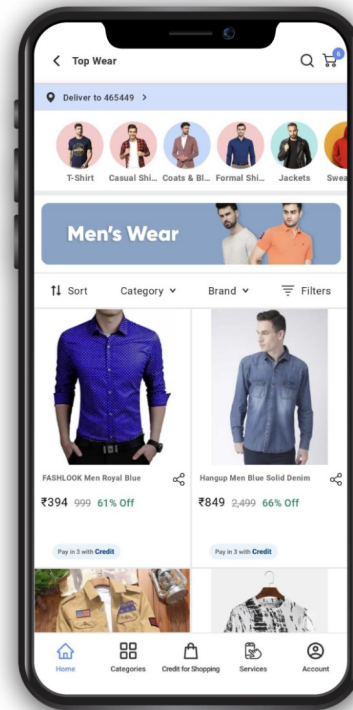 Top Wear
6
Deliver to 465449 >
T-Shirt Casual Shi... Coats & Bl... Formal Shi... Jackets Swea
Men's Wear
Sort Category Brand Filters
FASHLOOK Men Royal Blue
₹394 999 61% Off
Pay in 3 with Credit
Hangup Men Blue Solid Denim
₹849 2,499 66% Off
Pay in 3 with Credit
Home Categories Credit for Shopping Services Account